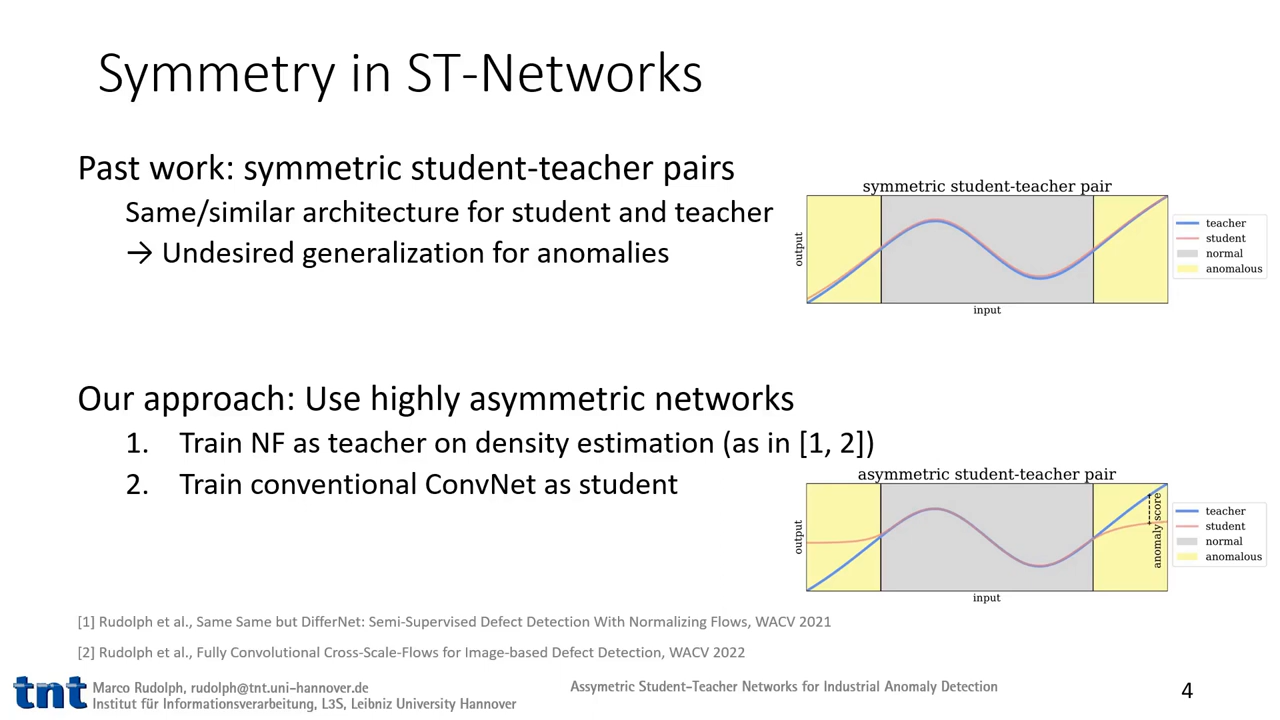 Symmetry in ST-Networks
Past work: symmetric student-teacher pairs
Same/similar architecture for student and teacher
→ Undesired generalization for anomalies
symmetric student-teacher pair
output
input
teacher
student
normal
anomalous
Our approach: Use highly asymmetric networks
1. Train NF as teacher on density estimation (as in [1, 2])
2. Train conventional ConvNet as student
asymmetric student-teacher pair
output
input
anomaly score
teacher
student
normal
anomalous
[1] Rudolph et al., Same Same but DifferNet: Semi-Supervised Defect Detection With Normalizing Flows, WACV 2021
[2] Rudolph et al., Fully Convolutional Cross-Scale-Flows for Image-based Defect Detection, WACV 2022
tnt
Marco Rudolph, rudolph@tnt.uni-hannover.de
Institut für Informationsverarbeitung, L3S, Leibniz University Hannover
Assymetric Student-Teacher Networks for Industrial Anomaly Detection
4